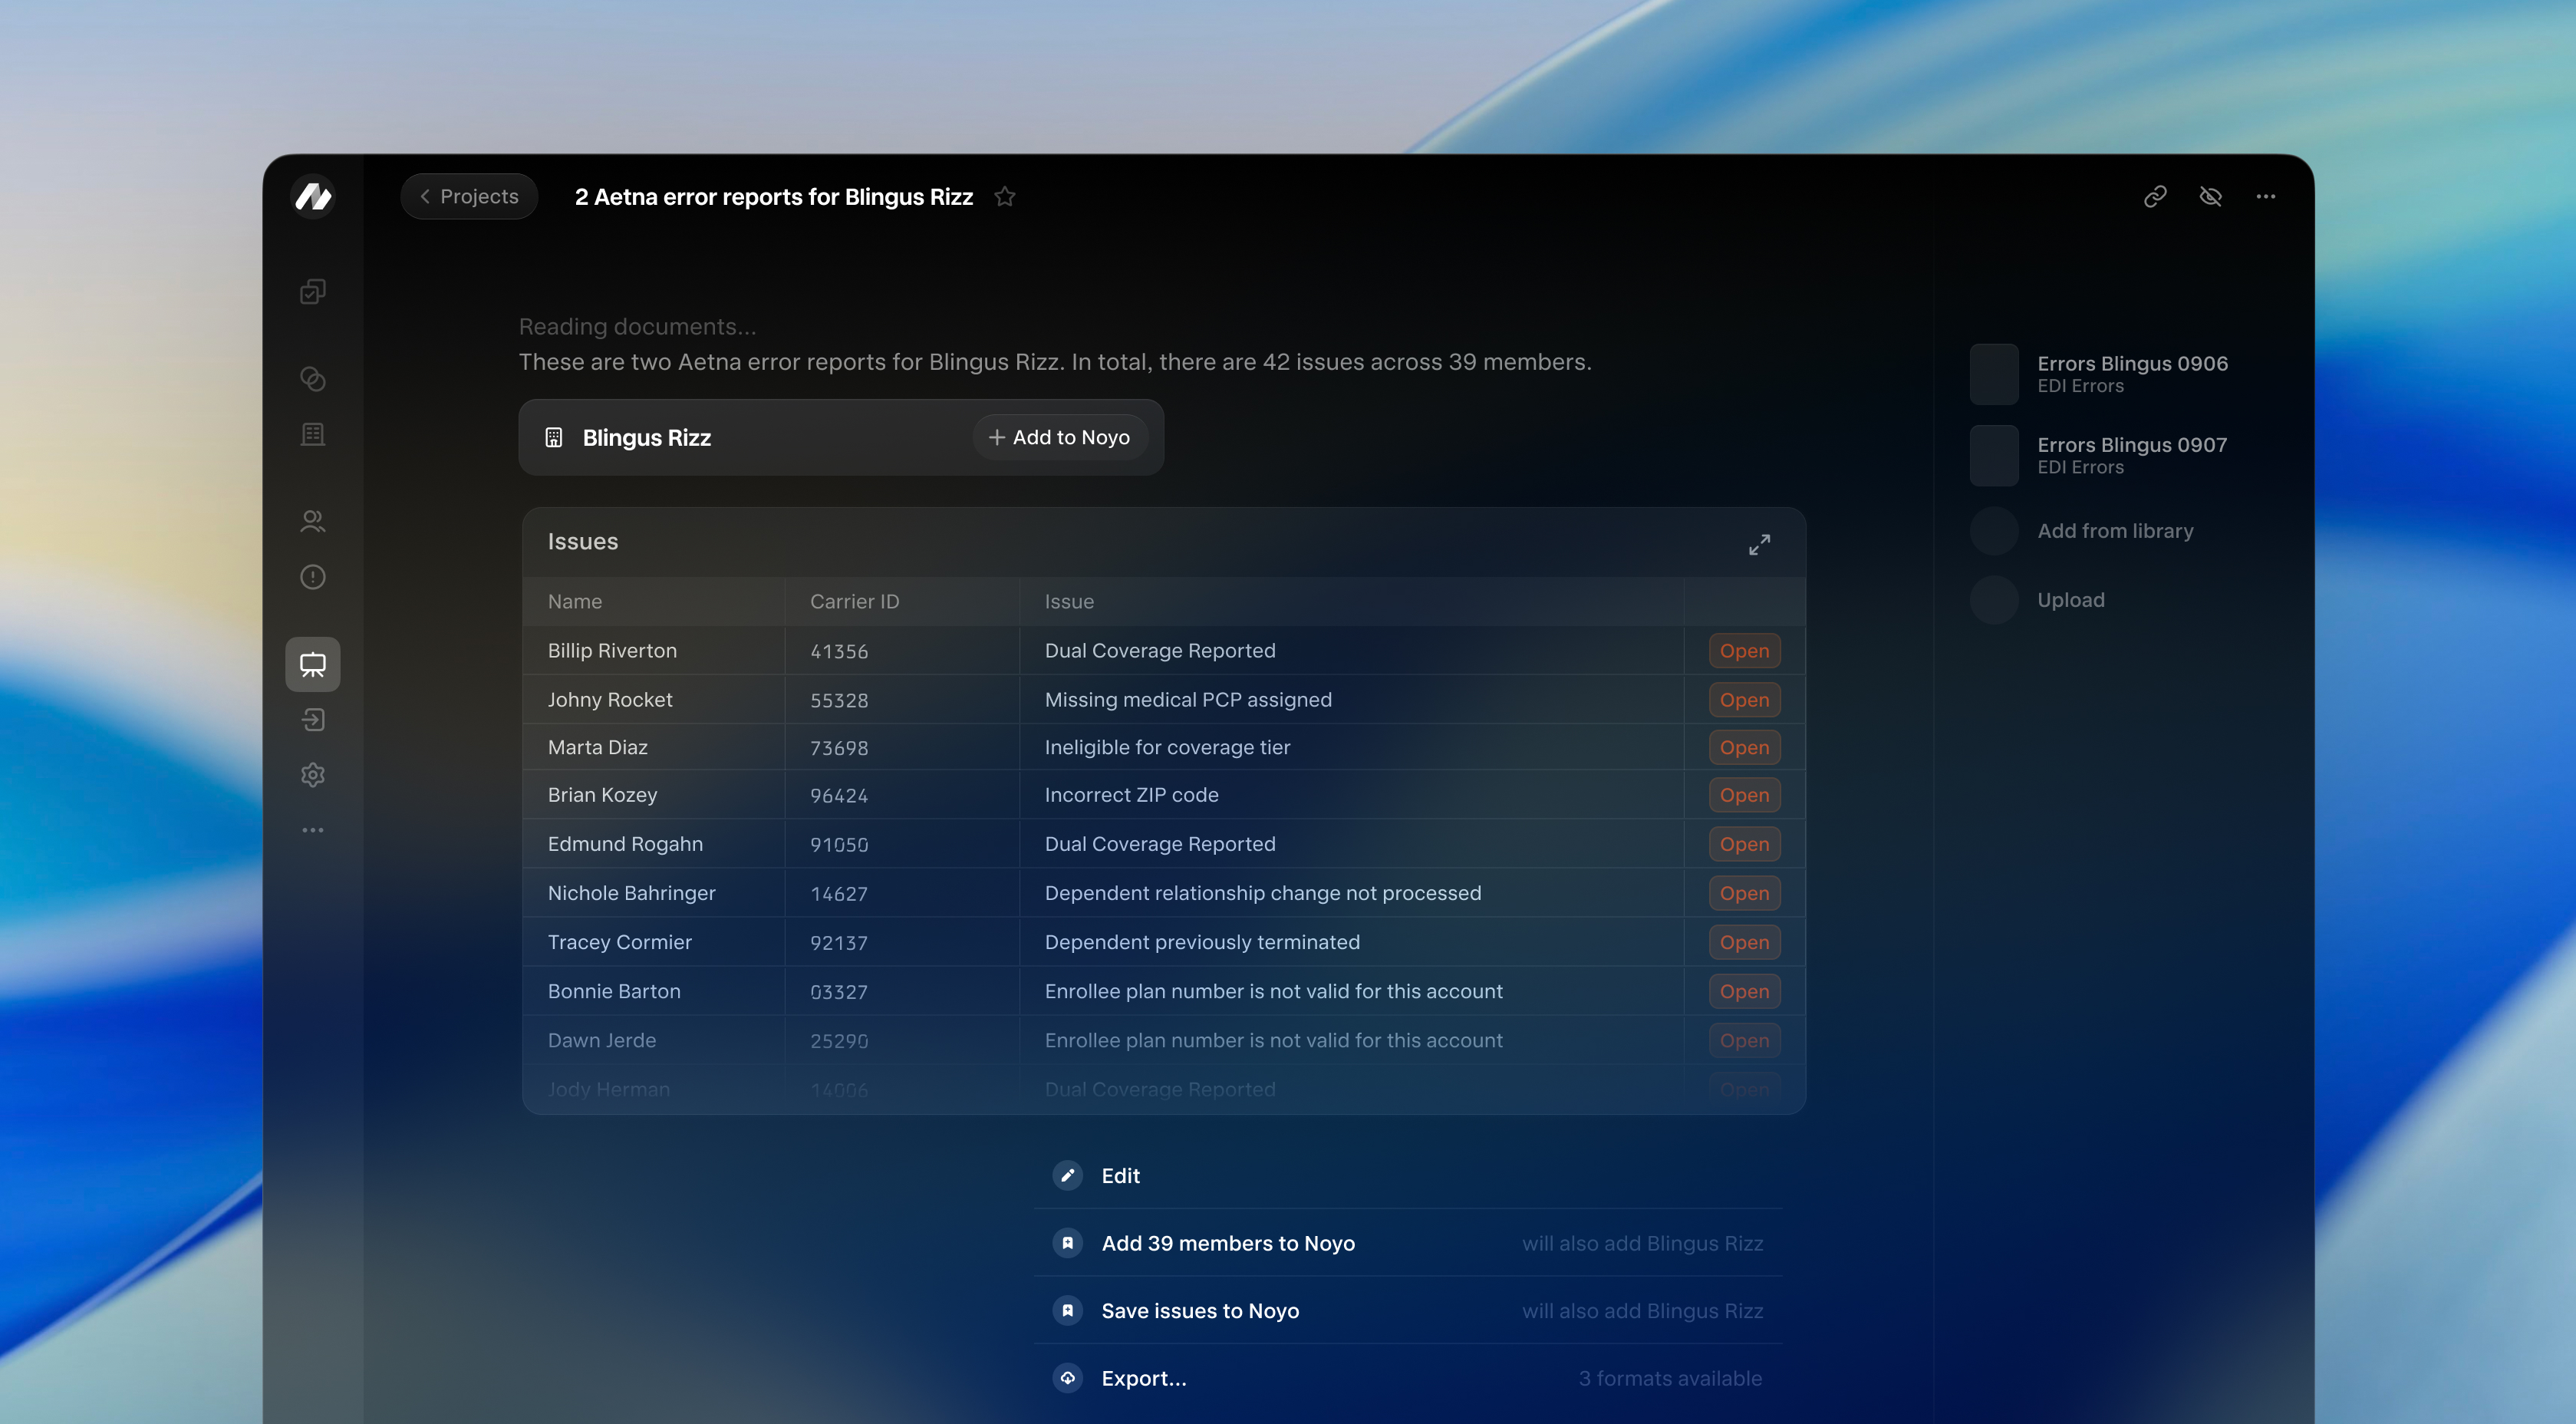 Projects
2 Aetna error reports for Blingus Rizz
Reading documents...
These are two Aetna error reports for Blingus Rizz. In total, there are 42 issues across 39 members.
Blingus Rizz
Add to Noyo
Issues
Name Carrier ID Issue
Billip Riverton 41356 Dual Coverage Reported Open
Johny Rocket 55328 Missing medical PCP assigned Open
Marta Diaz 73698 Ineligible for coverage tier Open
Brian Kozey 96424 Incorrect ZIP code Open
Edmund Rogahn 91050 Dual Coverage Reported Open
Nichole Bahringer 14627 Dependent relationship change not processed Open
Tracey Cormier 92137 Dependent previously terminated Open
Bonnie Barton 03327 Enrollee plan number is not valid for this account Open
Dawn Jerde 25290 Enrollee plan number is not valid for this account Open
Jody Herman 14006 Dual Coverage Reported Open
Edit
Add 39 members to Noyo will also add Blingus Rizz
Save issues to Noyo will also add Blingus Rizz
Export... 3 formats available
Errors Blingus 0906
EDI Errors
Errors Blingus 0907
EDI Errors
Add from library
Upload